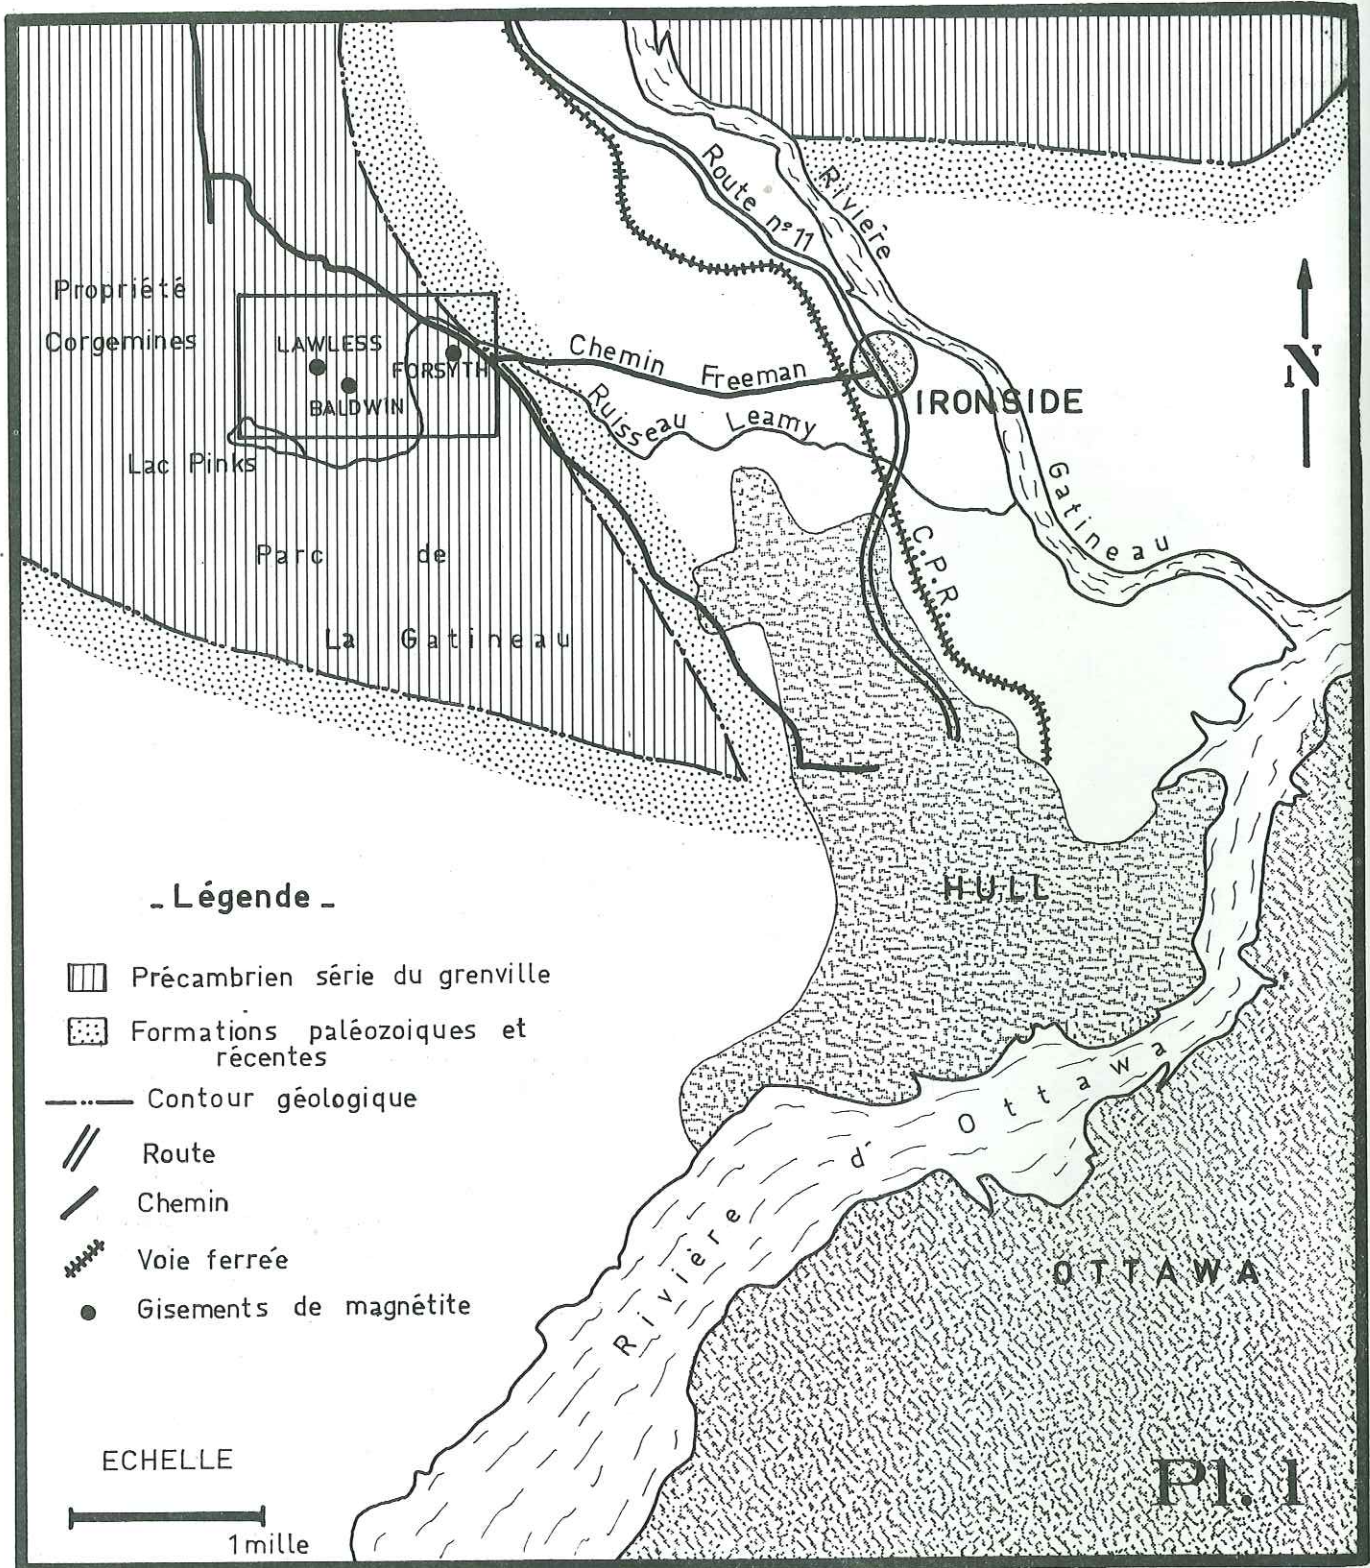 Route nº 11
Rivière
Gatineau
Propriété
Corgemines
LAWLESS
FORSYTH
BALDWIN
Chemin Freeman
IRONSIDE
Ruisseau Leamy
Lac Pinks
N
C.P.R.
Parc de
La Gatineau
HULL
- Légende -
Précambrien série du grenville
Formations paléozoiques et
récentes
Contour géologique
Route
Chemin
Voie ferrée
Gisements de magnétite
Rivière d' Ottawa
OTTAWA
ECHELLE
1 mille
Pl. 1